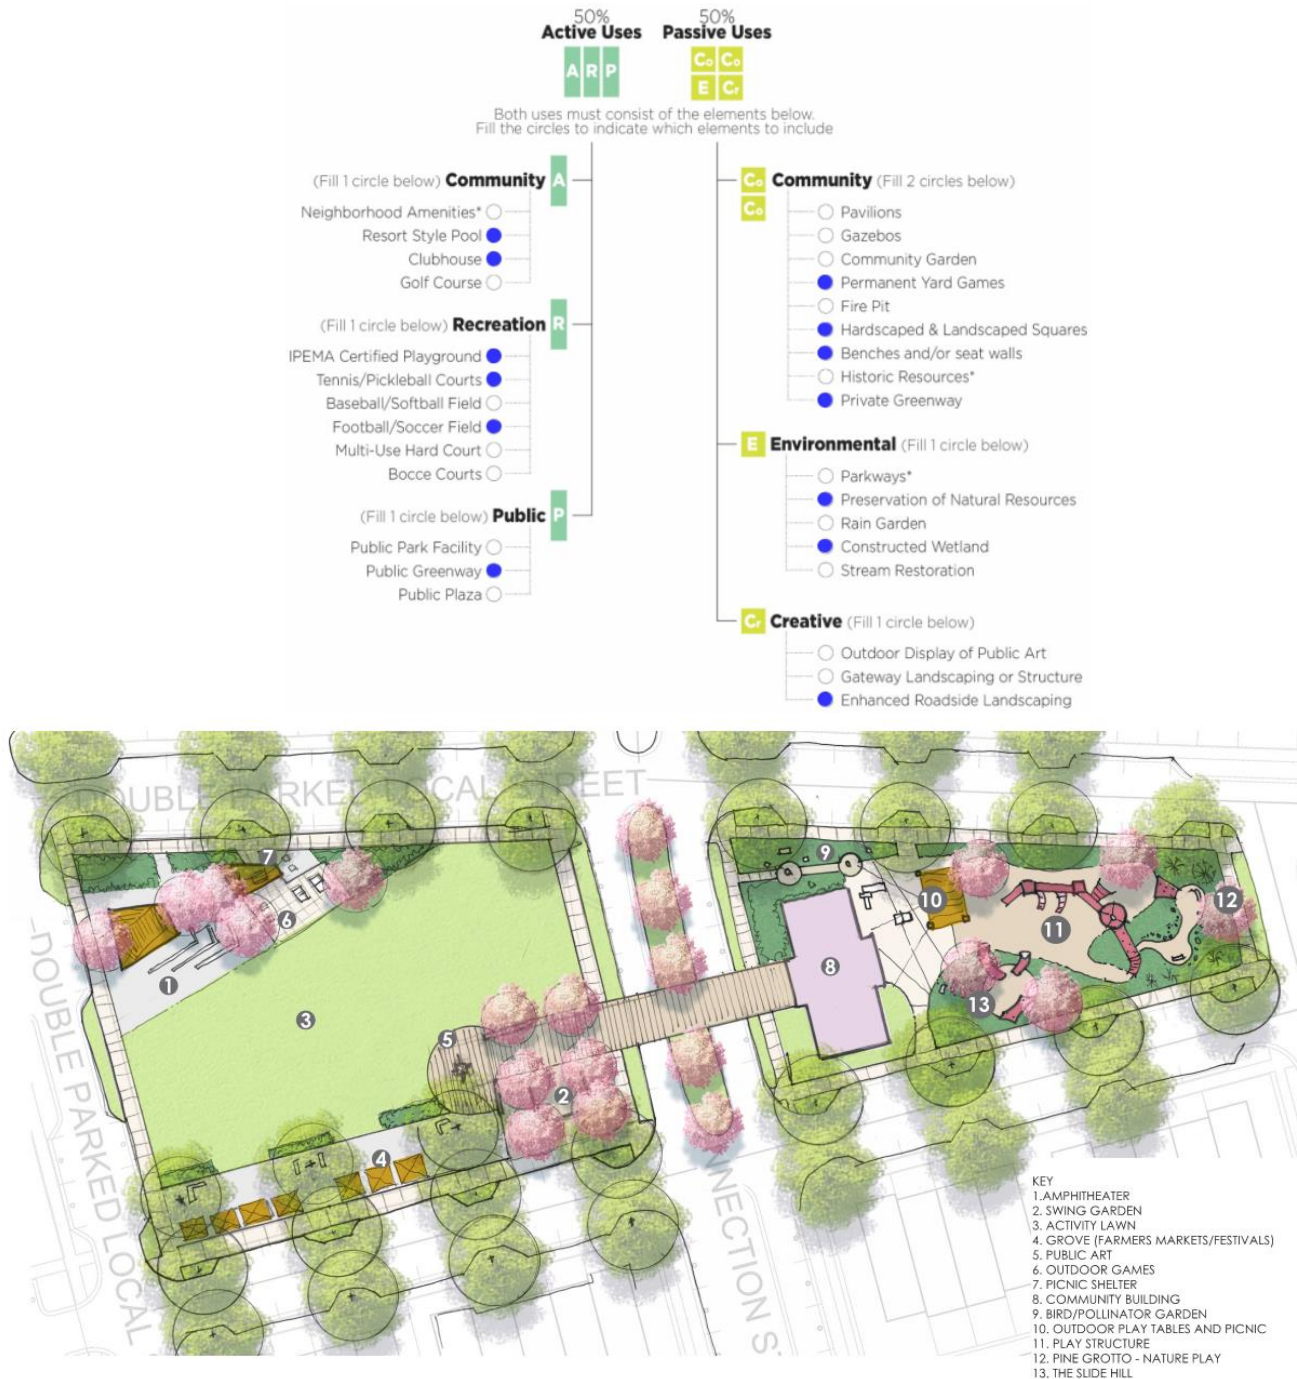 50%
Active Uses
A R P
50%
Passive Uses
Co Co
E Cr
Both uses must consist of the elements below.
Fill the circles to indicate which elements to include
(Fill 1 circle below) Community A
Neighborhood Amenities*
Resort Style Pool
Clubhouse
Golf Course
(Fill 1 circle below) Recreation R
IPEMA Certified Playground
Tennis/Pickleball Courts
Baseball/Softball Field
Football/Soccer Field
Multi-Use Hard Court
Bocce Courts
(Fill 1 circle below) Public P
Public Park Facility
Public Greenway
Public Plaza
Co Community (Fill 2 circles below)
Co
Pavilions
Gazebos
Community Garden
Permanent Yard Games
Fire Pit
Hardscaped & Landscaped Squares
Benches and/or seat walls
Historic Resources*
Private Greenway
E Environmental (Fill 1 circle below)
Parkways*
Preservation of Natural Resources
Rain Garden
Constructed Wetland
Stream Restoration
Cr Creative (Fill 1 circle below)
Outdoor Display of Public Art
Gateway Landscaping or Structure
Enhanced Roadside Landscaping
DOUBLE PARKED LOCAL STREET
DOUBLE PARKED LOCAL
NNECTION S
7
6
1
3
5
2
4
9
10
12
11
8
13
KEY
1.AMPHITHEATER
2. SWING GARDEN
3. ACTIVITY LAWN
4. GROVE (FARMERS MARKETS/FESTIVALS)
5. PUBLIC ART
6. OUTDOOR GAMES
7. PICNIC SHELTER
8. COMMUNITY BUILDING
9. BIRD/POLLINATOR GARDEN
10. OUTDOOR PLAY TABLES AND PICNIC
11. PLAY STRUCTURE
12. PINE GROTTO - NATURE PLAY
13. THE SLIDE HILL